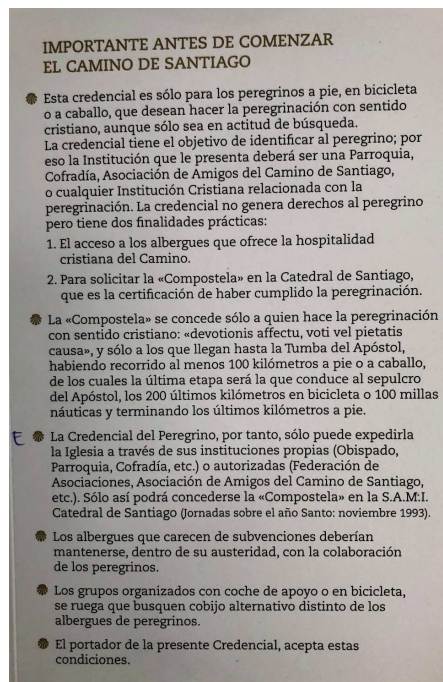 IMPORTANTE ANTES DE COMENZAR
EL CAMINO DE SANTIAGO
Esta credencial es sólo para los peregrinos a pie, en bicicleta
o a caballo, que desean hacer la peregrinación con sentido
cristiano, aunque sólo sea en actitud de búsqueda.
La credencial tiene el objetivo de identificar al peregrino; por
eso la Institución que le presenta deberá ser una Parroquia,
Cofradía, Asociación de Amigos del Camino de Santiago,
o cualquier Institución Cristiana relacionada con la
peregrinación. La credencial no genera derechos al peregrino
pero tiene dos finalidades prácticas:
1. El acceso a los albergues que ofrece la hospitalidad
cristiana del Camino.
2. Para solicitar la «Compostela» en la Catedral de Santiago,
que es la certificación de haber cumplido la peregrinación.
La «Compostela» se concede sólo a quien hace la peregrinación
con sentido cristiano: «devotionis affectu, voti vel pietatis
causa», y sólo a los que llegan hasta la Tumba del Apóstol,
habiendo recorrido al menos 100 kilómetros a pie o a caballo,
de los cuales la última etapa será la que conduce al sepulcro
del Apóstol, los 200 últimos kilómetros en bicicleta o 100 millas
náuticas y terminando los últimos kilómetros a pie.
E La Credencial del Peregrino, por tanto, sólo puede expedirla
la Iglesia a través de sus instituciones propias (Obispado,
Parroquia, Cofradía, etc.) o autorizadas (Federación de
Asociaciones, Asociación de Amigos del Camino de Santiago,
etc.). Sólo así podrá concederse la «Compostela» en la S.A.M.I.
Catedral de Santiago (Jornadas sobre el año Santo: noviembre 1993).
Los albergues que carecen de subvenciones deberían
mantenerse, dentro de su austeridad, con la colaboración
de los peregrinos.
Los grupos organizados con coche de apoyo o en bicicleta,
se ruega que busquen cobijo alternativo distinto de los
albergues de peregrinos.
El portador de la presente Credencial, acepta estas
condiciones.